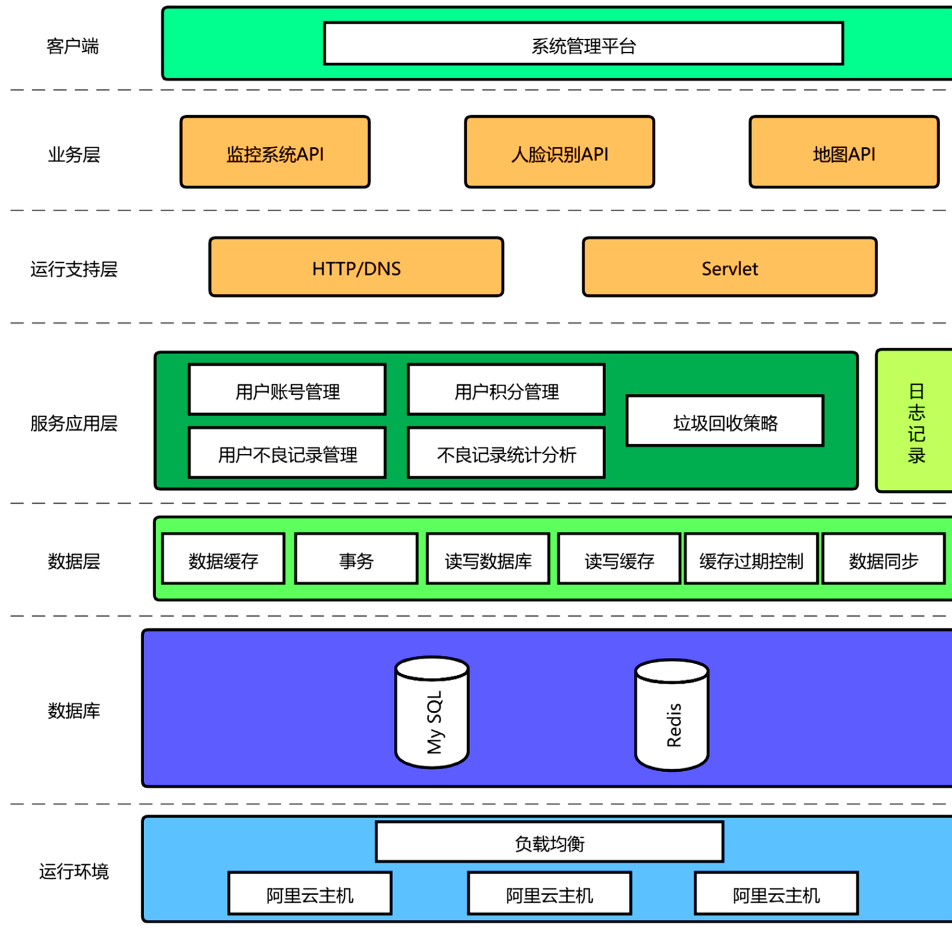 客户端
系统管理平台
业务层
监控系统API
人脸识别API
地图API
运行支持层
HTTP/DNS
Servlet
服务应用层
用户账号管理
用户积分管理
垃圾回收策略
用户不良记录管理
不良记录统计分析
日志记录
数据层
数据缓存
事务
读写数据库
读写缓存
缓存过期控制
数据同步
数据库
My SQL
Redis
运行环境
负载均衡
阿里云主机
阿里云主机
阿里云主机